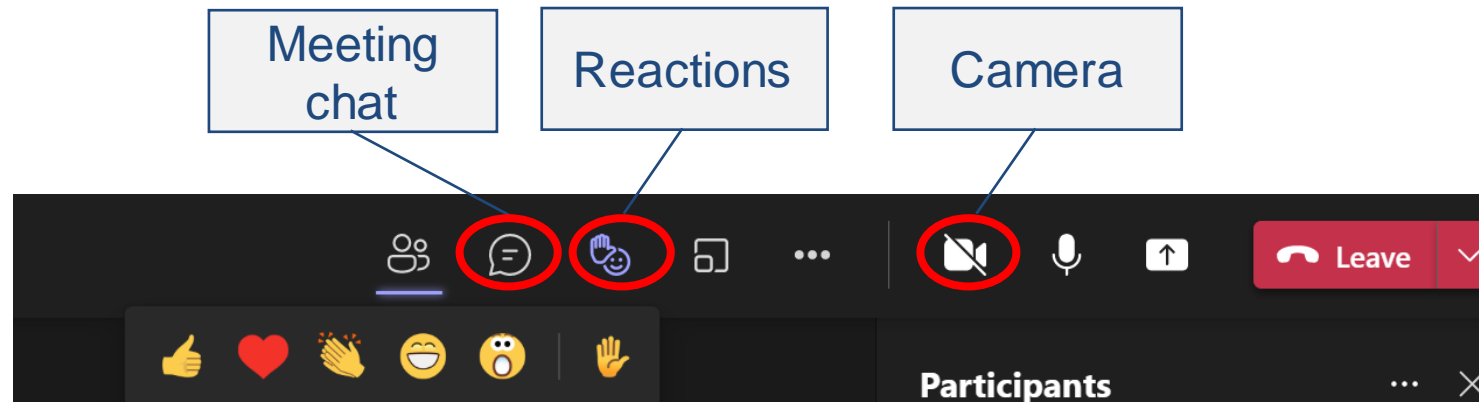 Meeting
chat
Reactions
Camera
Leave
Participants